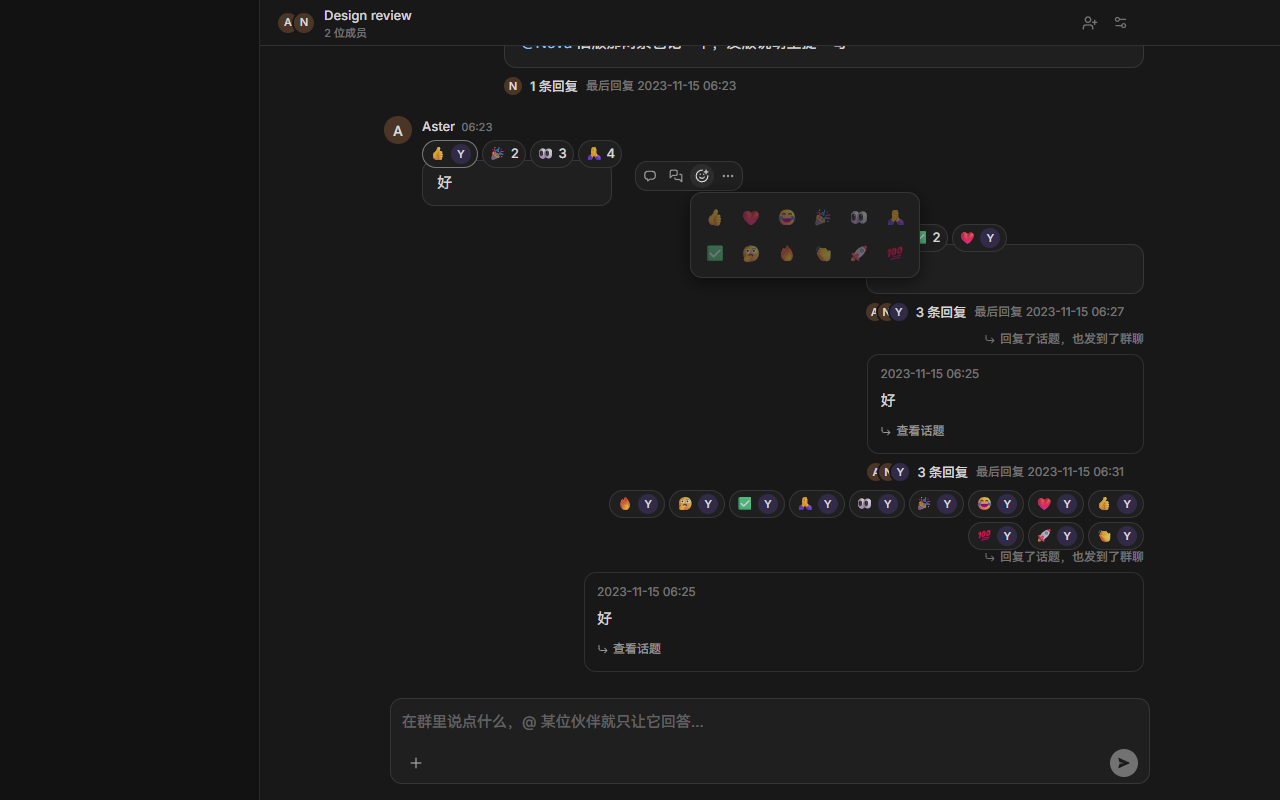 A N Design review
2 位成员
N 1 条回复 最后回复 2023-11-15 06:23
A Aster 06:23
Y 2 3 4
好
2 Y
A N Y 3 条回复 最后回复 2023-11-15 06:27
回复了话题，也发到了群聊
2023-11-15 06:25
好
查看话题
A N Y 3 条回复 最后回复 2023-11-15 06:31
Y Y Y Y Y Y Y Y Y
Y Y Y
回复了话题，也发到了群聊
2023-11-15 06:25
好
查看话题
在群里说点什么，@ 某位伙伴就只让它回答...